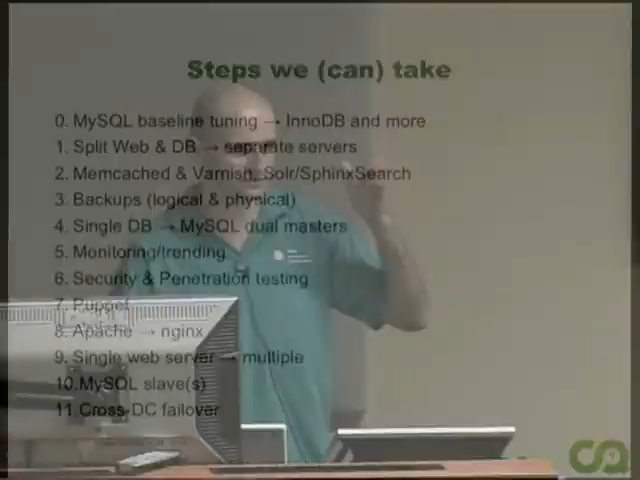 Steps we (can) take
0. MySQL baseline tuning → InnoDB and more
1. Split Web & DB → separate servers
2. Memcached & Varnish, Solr/SphinxSearch
3. Backups (logical & physical)
4. Single DB → MySQL dual masters
5. Monitoring/trending
6. Security & Penetration testing
7. Puppet
8. Apache → nginx
9. Single web server → multiple
10.MySQL slave(s)
11.Cross-DC failover